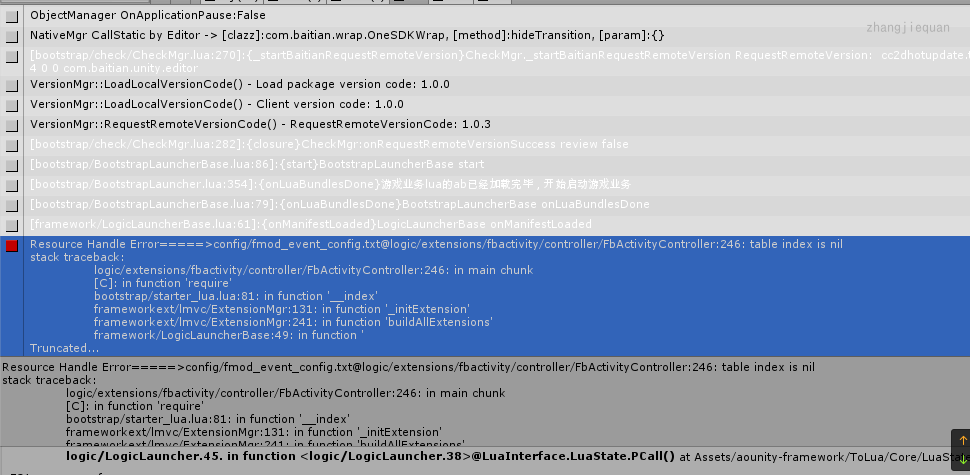 ObjectManager OnApplicationPause:False
zhangjiequan
NativeMgr CallStatic by Editor -> [clazz]:com.baitian.wrap.OneSDKWrap, [method]:hideTransition, [param]:{}
[bootstrap/check/CheckMgr.lua:270]:{_startBaitianRequestRemoteVersion}CheckMgr._startBaitianRequestRemoteVersion RequestRemoteVersion: cc2dhotupdate.
4 0 0 com.baitian.unity.editor
VersionMgr::LoadLocalVersionCode() - Load package version code: 1.0.0
VersionMgr::LoadLocalVersionCode() - Client version code: 1.0.0
VersionMgr::RequestRemoteVersionCode() - RequestRemoteVersionCode: 1.0.3
[bootstrap/check/CheckMgr.lua:282]:{closure}CheckMgr:onRequestRemoteVersionSuccess review false
[bootstrap/BootstrapLauncherBase.lua:86]:{start}BootstrapLauncherBase start
[bootstrap/BootstrapLauncher.lua:354]:{onLuaBundlesDone}游戏业务lua的ab已经加载完毕，开始启动游戏业务
[bootstrap/BootstrapLauncherBase.lua:79]:{onLuaBundlesDone}BootstrapLauncherBase onLuaBundlesDone
[framework/LogicLauncherBase.lua:61]:{onManifestLoaded}LogicLauncherBase onManifestLoaded
Resource Handle Error=====>config/fmod_event_config.txt@logic/extensions/fbactivity/controller/FbActivityController:246: table index is nil
stack traceback:
logic/extensions/fbactivity/controller/FbActivityController:246: in main chunk
[C]: in function 'require'
bootstrap/starter_lua.lua:81: in function '__index'
frameworkext/lmvc/ExtensionMgr:131: in function '_initExtension'
frameworkext/lmvc/ExtensionMgr:241: in function 'buildAllExtensions'
framework/LogicLauncherBase:49: in function '
Truncated...
Resource Handle Error=====>config/fmod_event_config.txt@logic/extensions/fbactivity/controller/FbActivityController:246: table index is nil
stack traceback:
logic/extensions/fbactivity/controller/FbActivityController:246: in main chunk
[C]: in function 'require'
bootstrap/starter_lua.lua:81: in function '__index'
frameworkext/lmvc/ExtensionMgr:131: in function '_initExtension'
frameworkext/lmvc/ExtensionMgr:241: in function 'buildAllExtensions'
logic/LogicLauncher.45. in function <logic/LogicLauncher.38>@LuaInterface.LuaState.PCall() at Assets/aounity-framework/ToLua/Core/LuaState